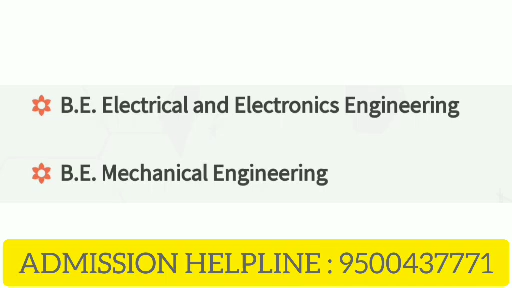 B.E. Electrical and Electronics Engineering
B.E. Mechanical Engineering
ADMISSION HELPLINE : 9500437771